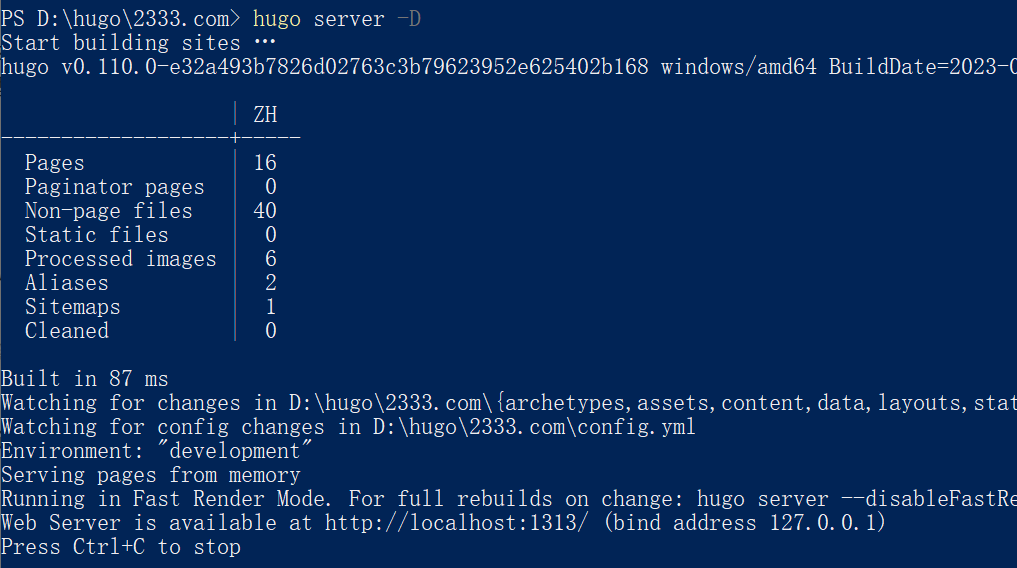 PS D:\hugo\2333.com> hugo server -D
Start building sites …
hugo v0.110.0-e32a493b7826d02763c3b79623952e625402b168 windows/amd64 BuildDate=2023-0
                   | ZH
-------------------+-----
  Pages            | 16
  Paginator pages  |  0
  Non-page files   | 40
  Static files     |  0
  Processed images |  6
  Aliases          |  2
  Sitemaps         |  1
  Cleaned          |  0
Built in 87 ms
Watching for changes in D:\hugo\2333.com\{archetypes,assets,content,data,layouts,stat
Watching for config changes in D:\hugo\2333.com\config.yml
Environment: "development"
Serving pages from memory
Running in Fast Render Mode. For full rebuilds on change: hugo server --disableFastRe
Web Server is available at http://localhost:1313/ (bind address 127.0.0.1)
Press Ctrl+C to stop